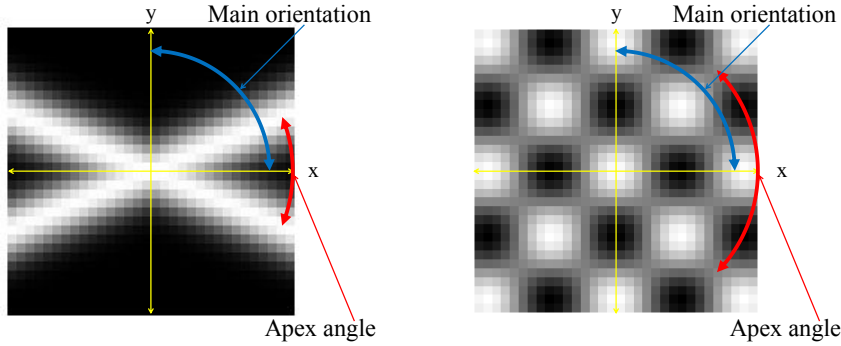 y
Main orientation
x
Apex angle
y
Main orientation
x
Apex angle